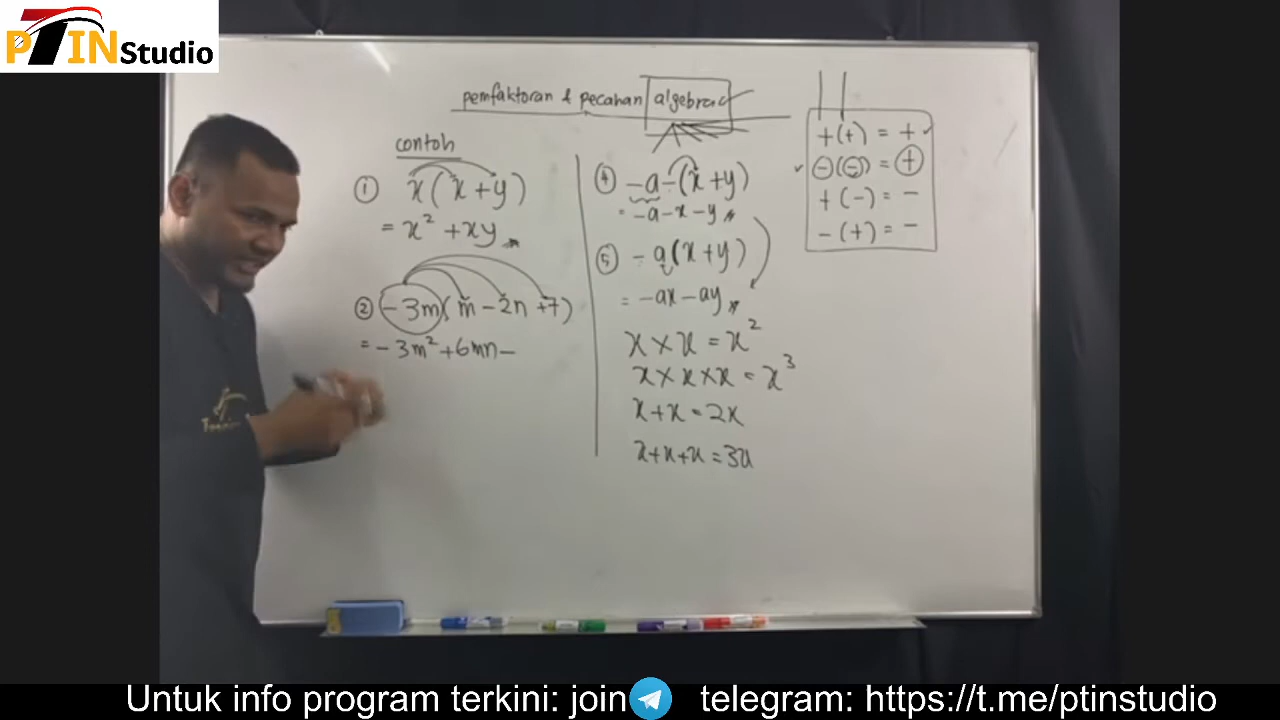 PTIN Studio
pemfaktoran & pecahan algebra
contoh
① x(x+y)
= x² + xy
② -3m(m - 2n + 7)
= -3m² + 6mn -
④ -a-(x+y)
= -a-x-y
⑤ -a(x+y)
= -ax-ay
x × x = x²
x × x × x = x³
x+x = 2x
x+x+x = 3x
+(+) = +
-(-) = +
+(-) = -
-(+) = -
Untuk info program terkini: join telegram: https://t.me/ptinstudio